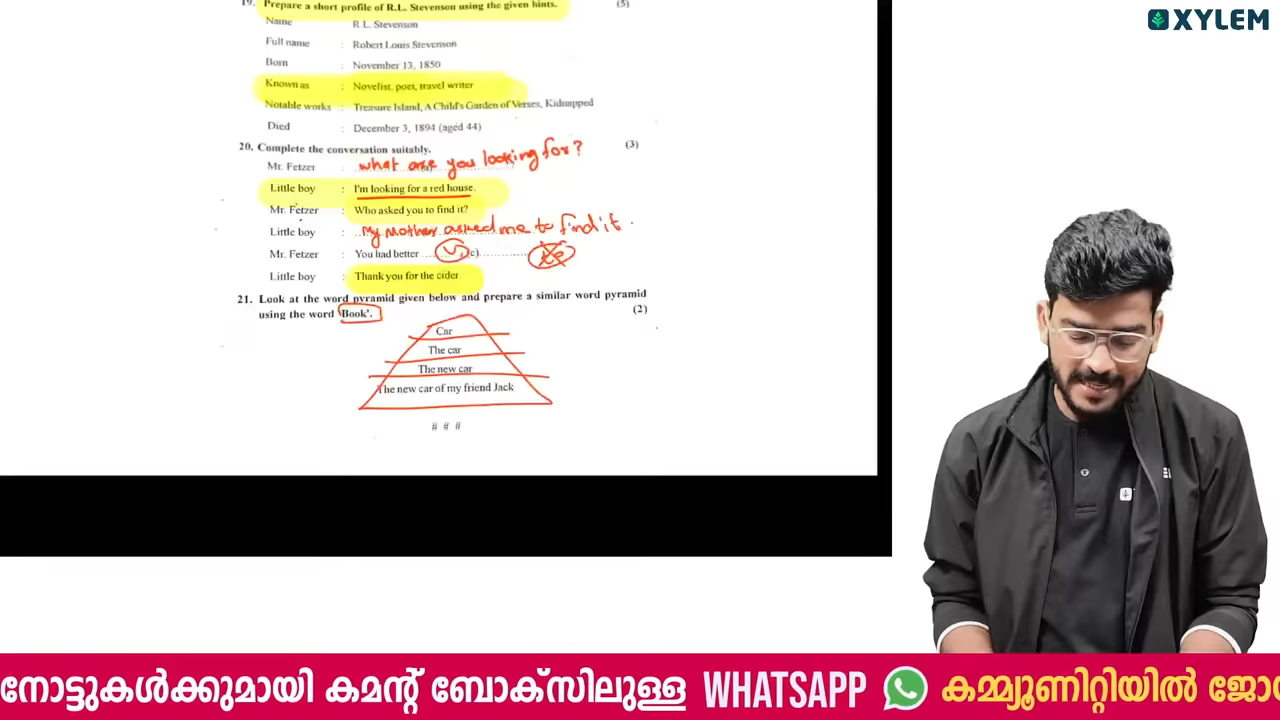 XYLEM
19. Prepare a short profile of R.L. Stevenson using the given hints. (5)
Name : R.L. Stevenson
Full name : Robert Louis Stevenson
Born : November 13, 1850
Known as : Novelist, poet, travel writer
Notable works : Treasure Island, A Child's Garden of Verses, Kidnapped
Died : December 3, 1894 (aged 44)
20. Complete the conversation suitably. (3)
Mr. Fetzer : what are you looking for?
Little boy : I'm looking for a red house.
Mr. Fetzer : Who asked you to find it?
Little boy : My Mother asked me to find it.
Mr. Fetzer : You had better ........ V1 c) ............
Little boy : Thank you for the cider.
21. Look at the word pyramid given below and prepare a similar word pyramid
using the word 'Book'. (2)
Car
The car
The new car
The new car of my friend Jack
# # #
നോട്ടുകൾക്കുമായി കമന്റ് ബോക്സിലുള്ള WHATSAPP കമ്മ്യൂണിറ്റിയിൽ